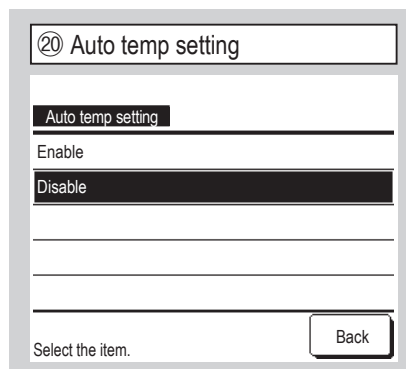 ⑳ Auto temp setting
Auto temp setting
Enable
Disable
Select the item.
Back